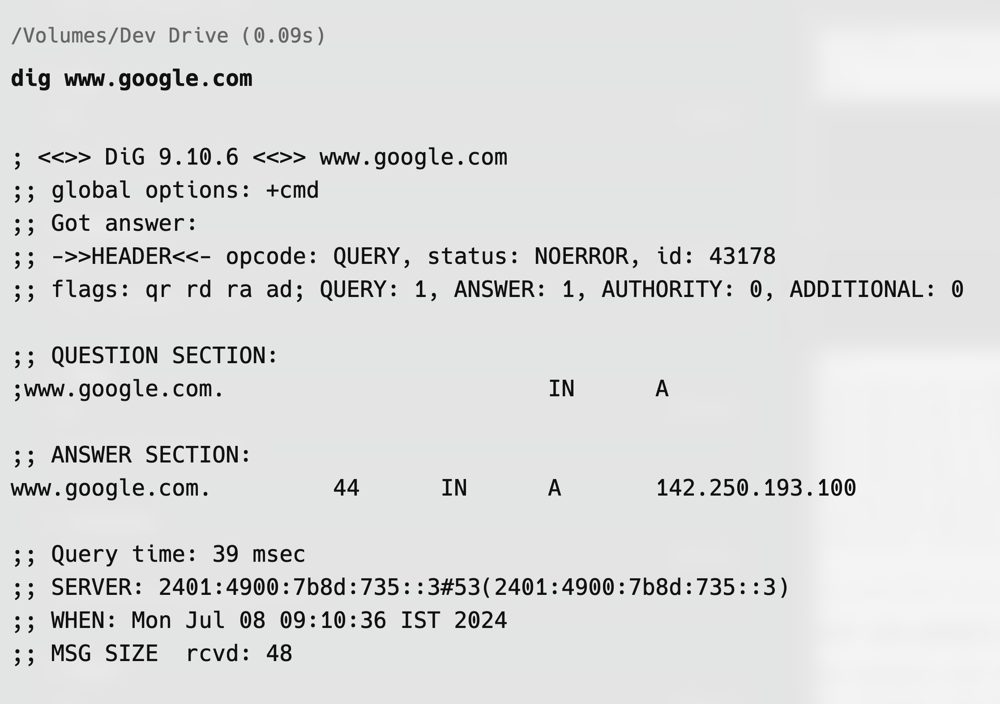 /Volumes/Dev Drive (0.09s)
dig www.google.com
; <<>> DiG 9.10.6 <<>> www.google.com
;; global options: +cmd
;; Got answer:
;; ->>HEADER<<- opcode: QUERY, status: NOERROR, id: 43178
;; flags: qr rd ra ad; QUERY: 1, ANSWER: 1, AUTHORITY: 0, ADDITIONAL: 0
;; QUESTION SECTION:
;www.google.com. IN A
;; ANSWER SECTION:
www.google.com. 44 IN A 142.250.193.100
;; Query time: 39 msec
;; SERVER: 2401:4900:7b8d:735::3#53(2401:4900:7b8d:735::3)
;; WHEN: Mon Jul 08 09:10:36 IST 2024
;; MSG SIZE  rcvd: 48